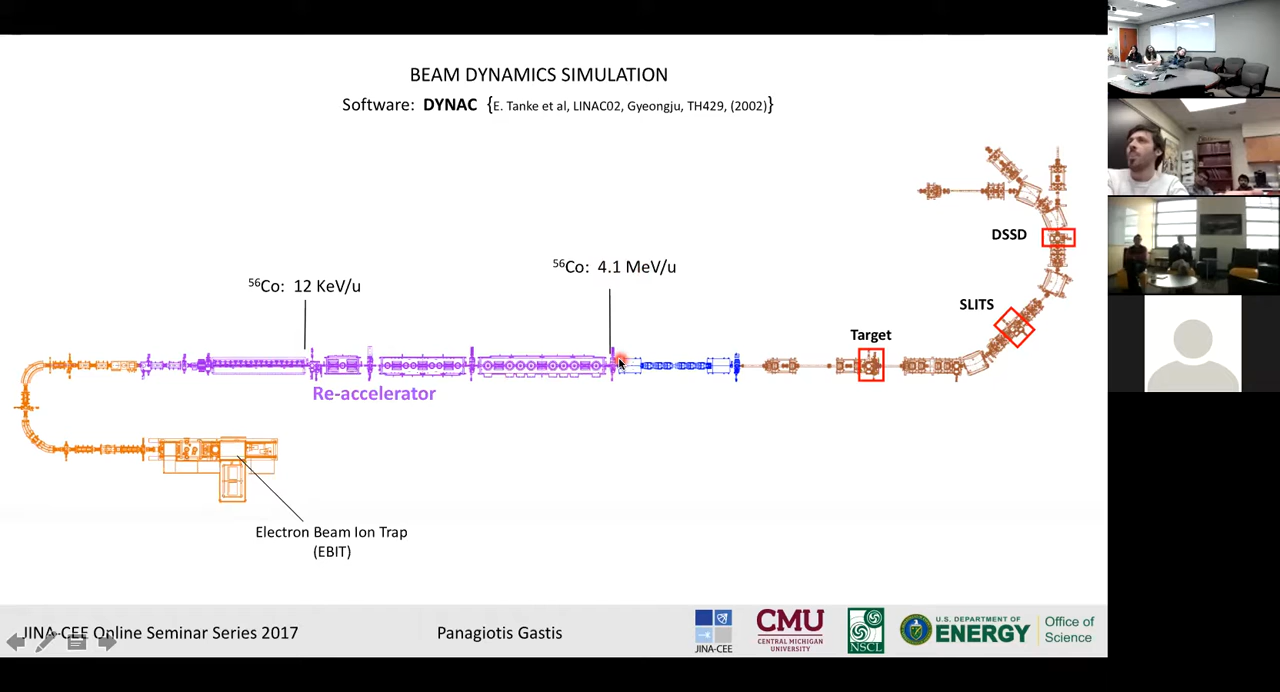 BEAM DYNAMICS SIMULATION
Software: DYNAC {E. Tanke et al, LINAC02, Gyeongju, TH429, (2002)}
DSSD
56Co: 4.1 MeV/u
56Co: 12 KeV/u
SLITS
Target
Re-accelerator
Electron Beam Ion Trap
(EBIT)
JINA-CEE Online Seminar Series 2017
Panagiotis Gastis
JINA-CEE
CMU
CENTRAL MICHIGAN
UNIVERSITY
NSCL
U.S. DEPARTMENT OF
ENERGY
Office of
Science